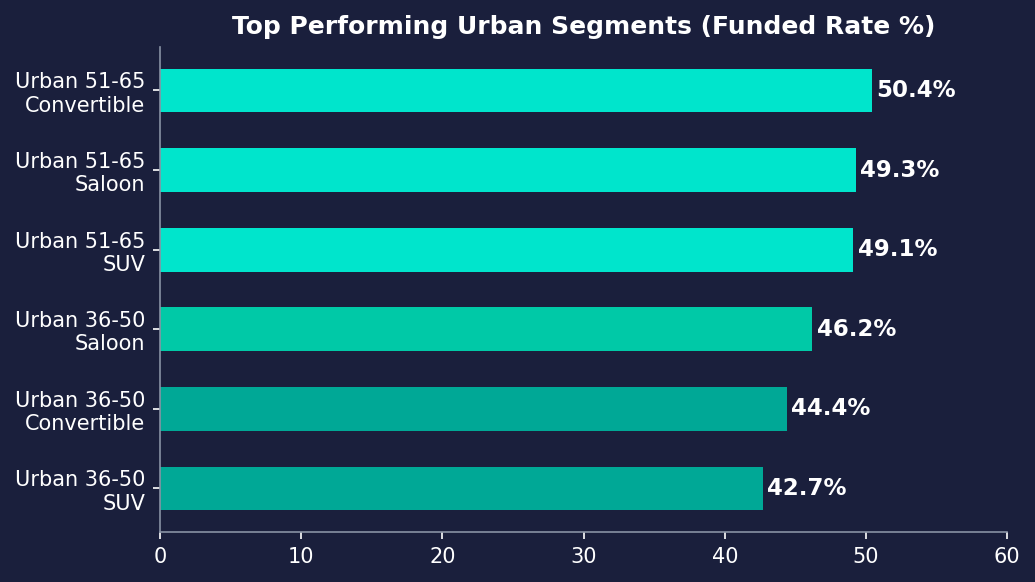 Top Performing Urban Segments (Funded Rate %)
Urban 51-65
Convertible
50.4%
Urban 51-65
Saloon
49.3%
Urban 51-65
SUV
49.1%
Urban 36-50
Saloon
46.2%
Urban 36-50
Convertible
44.4%
Urban 36-50
SUV
42.7%
0 10 20 30 40 50 60